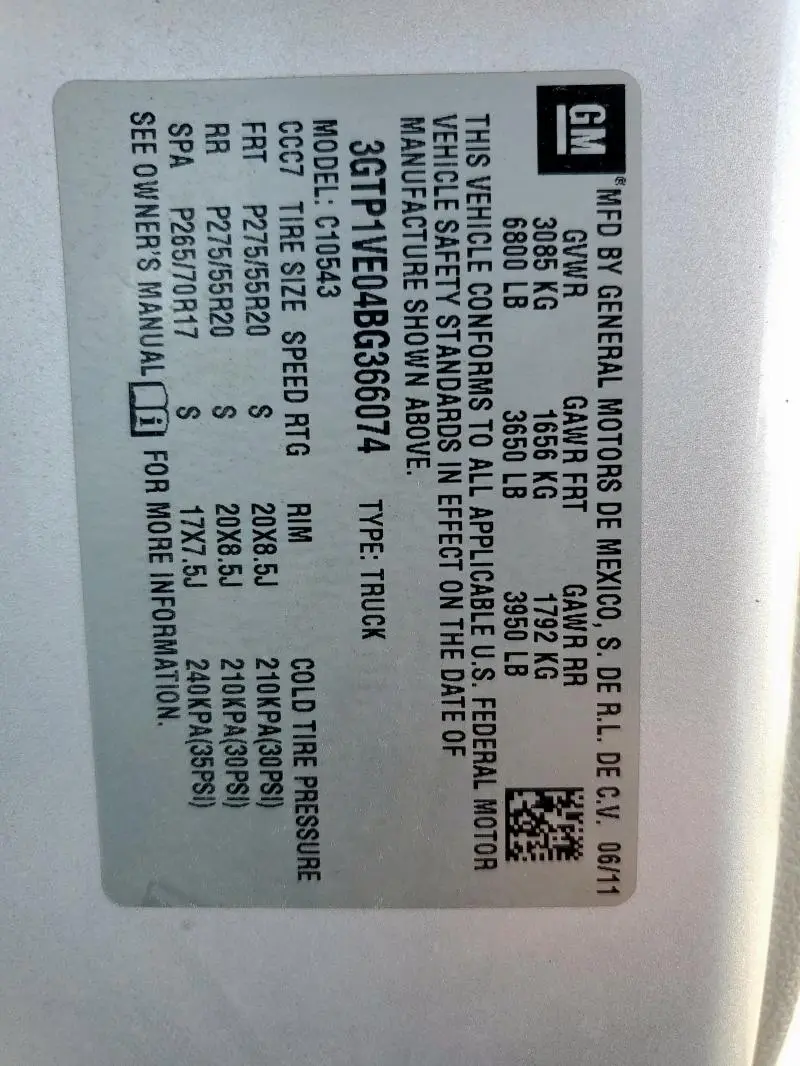 GM
® MFD BY GENERAL MOTORS DE MEXICO, S. DE R.L. DE C.V. 06/11
GVWR GAWR FRT GAWR RR
3085 KG 1656 KG 1792 KG
6800 LB 3650 LB 3950 LB
THIS VEHICLE CONFORMS TO ALL APPLICABLE U.S. FEDERAL MOTOR
VEHICLE SAFETY STANDARDS IN EFFECT ON THE DATE OF
MANUFACTURE SHOWN ABOVE.
3GTP1VE04BG366074 TYPE: TRUCK
MODEL: C10543
CCC7 TIRE SIZE SPEED RTG RIM COLD TIRE PRESSURE
FRT P275/55R20 S 20X8.5J 210KPA(30PSI)
RR P275/55R20 S 20X8.5J 210KPA(30PSI)
SPA P265/70R17 S 17X7.5J 240KPA(35PSI)
SEE OWNER'S MANUAL i FOR MORE INFORMATION.